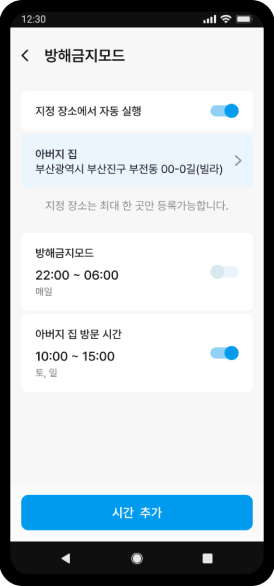 12:30
방해금지모드
지정 장소에서 자동 실행
아버지 집
부산광역시 부산진구 부전동 00-0길(빌라)
지정 장소는 최대 한 곳만 등록가능합니다.
방해금지모드
22:00 ~ 06:00
매일
아버지 집 방문 시간
10:00 ~ 15:00
토, 일
시간 추가